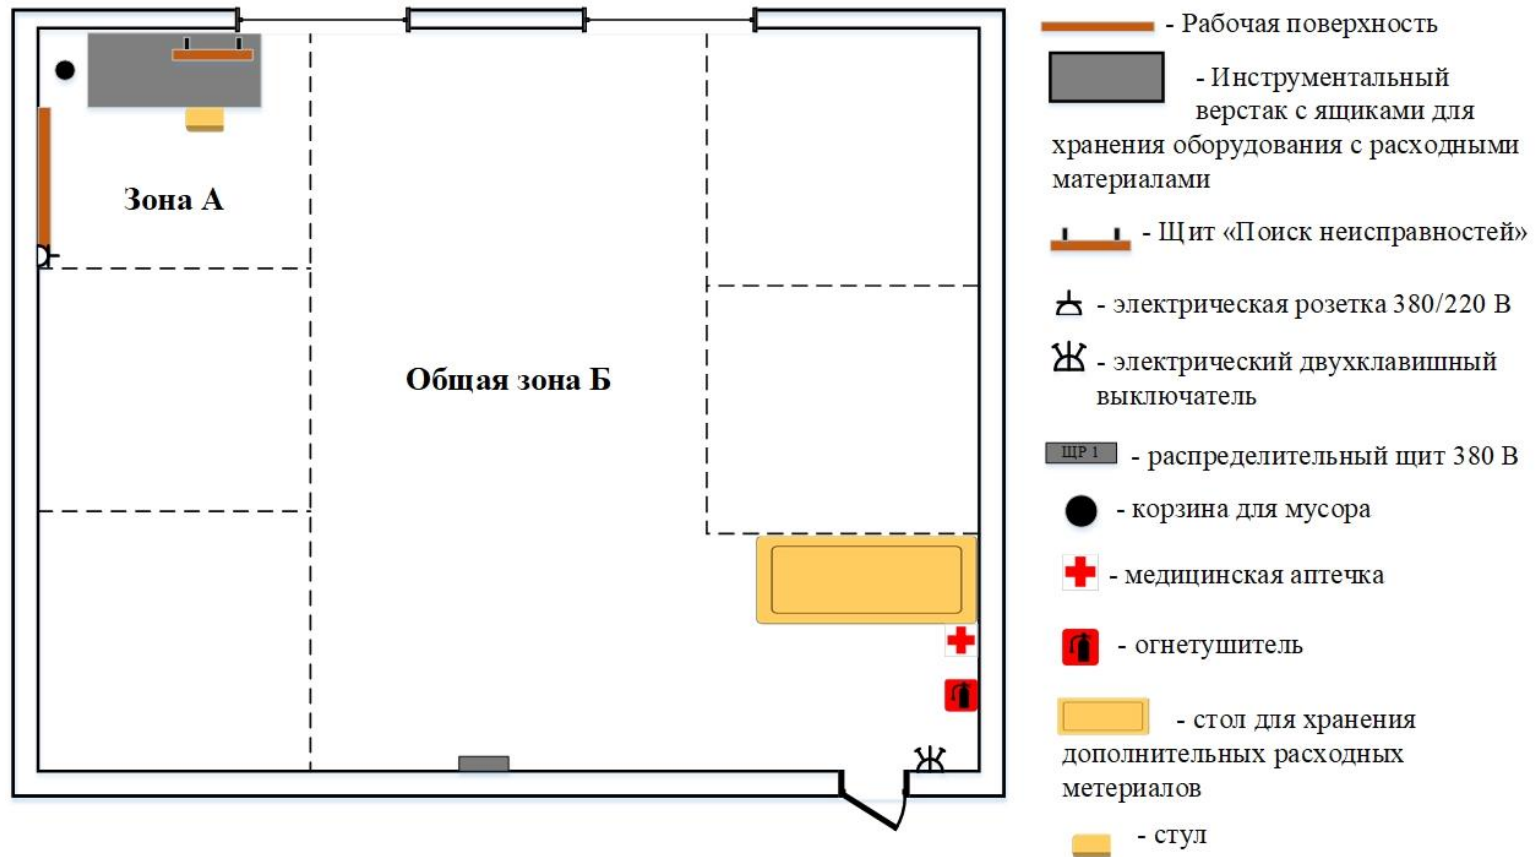 Зона А
Общая зона Б
- Рабочая поверхность
- Инструментальный
верстак с ящиками для
хранения оборудования с расходными
материалами
- Щит «Поиск неисправностей»
- электрическая розетка 380/220 В
- электрический двухклавишный
выключатель
ЩР 1 - распределительный щит 380 В
- корзина для мусора
- медицинская аптечка
- огнетушитель
- стол для хранения
дополнительных расходных
метериалов
- стул